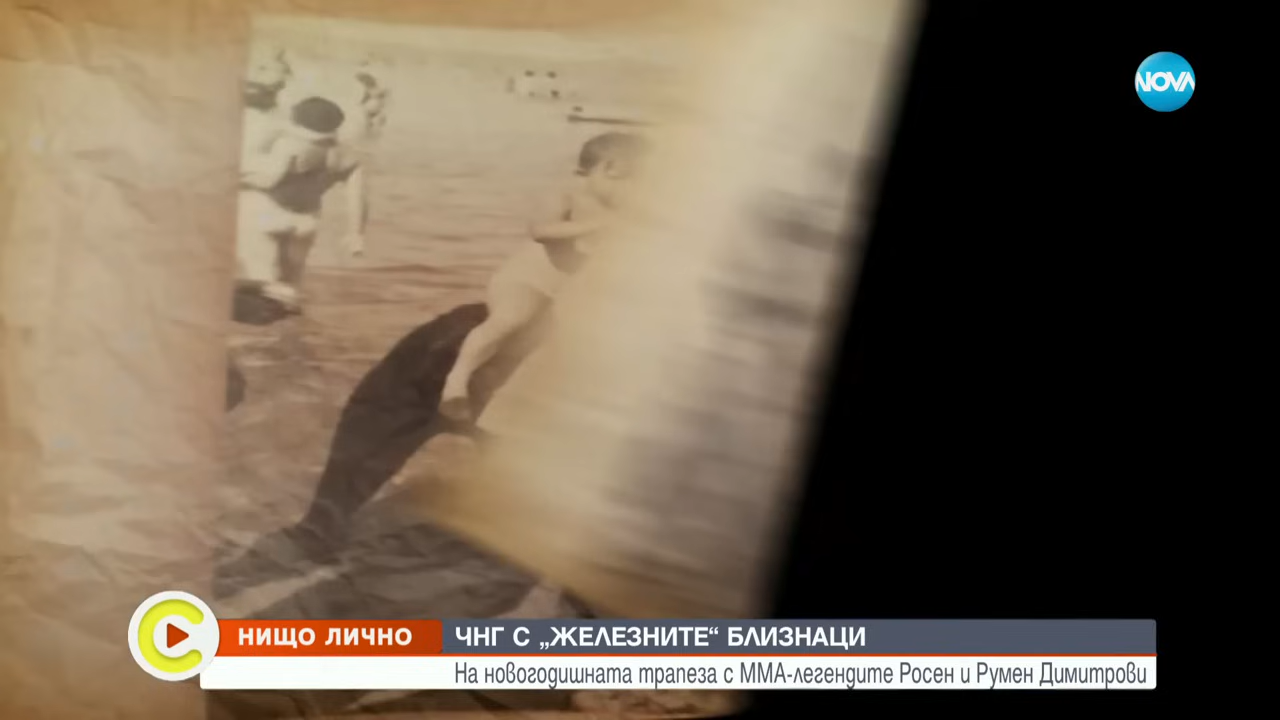 NOVA
НИЩО ЛИЧНО
ЧНГ С „ЖЕЛЕЗНИТЕ“ БЛИЗНАЦИ
На новогодишната трапеза с ММА-легендите Росен и Румен Димитрови